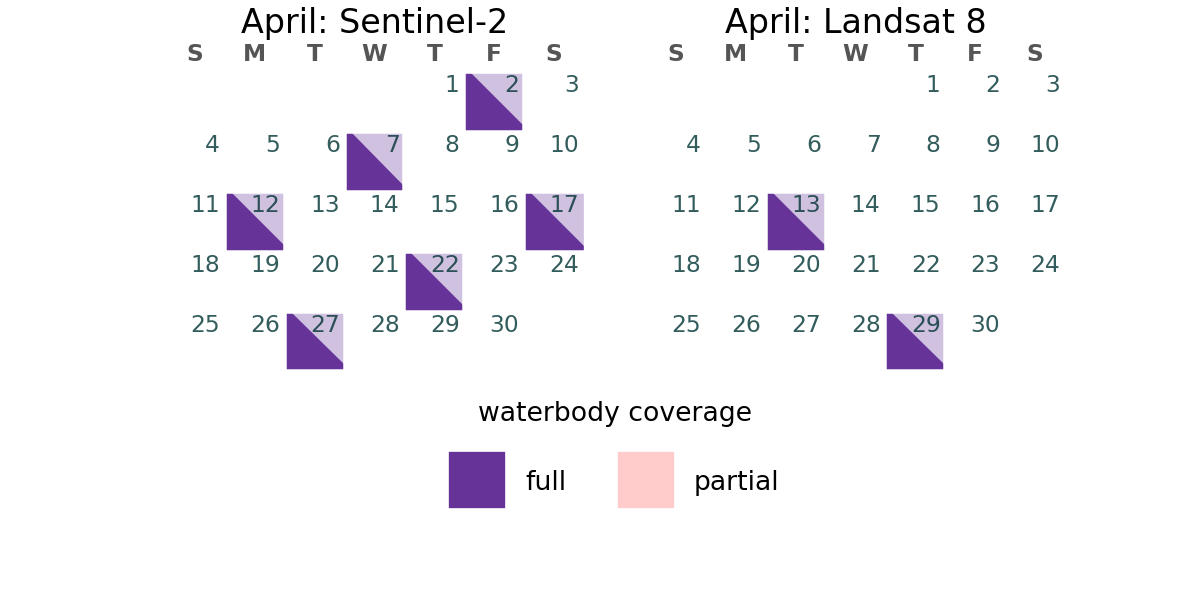 April: Sentinel-2
S M T W T F S
1 2 3
4 5 6 7 8 9 10
11 12 13 14 15 16 17
18 19 20 21 22 23 24
25 26 27 28 29 30
April: Landsat 8
S M T W T F S
1 2 3
4 5 6 7 8 9 10
11 12 13 14 15 16 17
18 19 20 21 22 23 24
25 26 27 28 29 30
waterbody coverage
full
partial